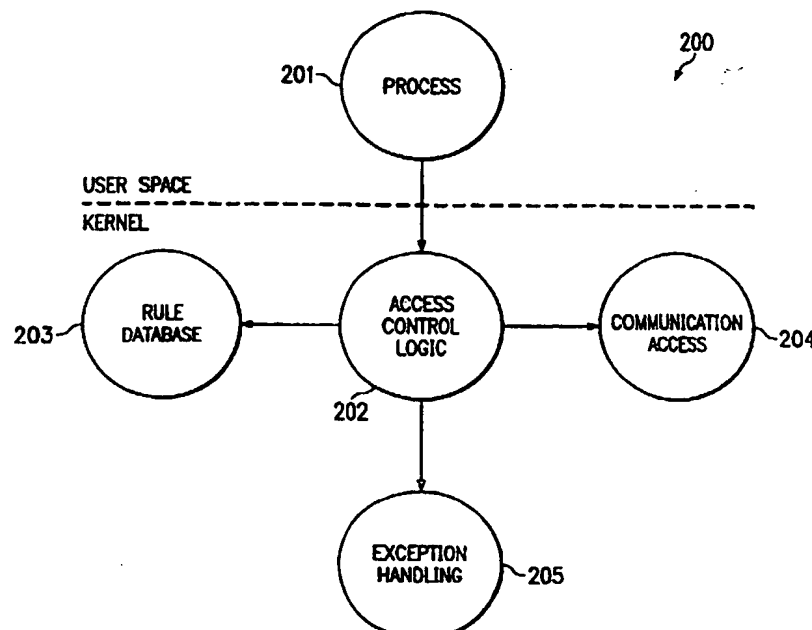 200
201
PROCESS
USER SPACE
KERNEL
RULE
DATABASE
203
ACCESS
CONTROL
LOGIC
202
COMMUNICATION
ACCESS
204
EXCEPTION
HANDLING
205